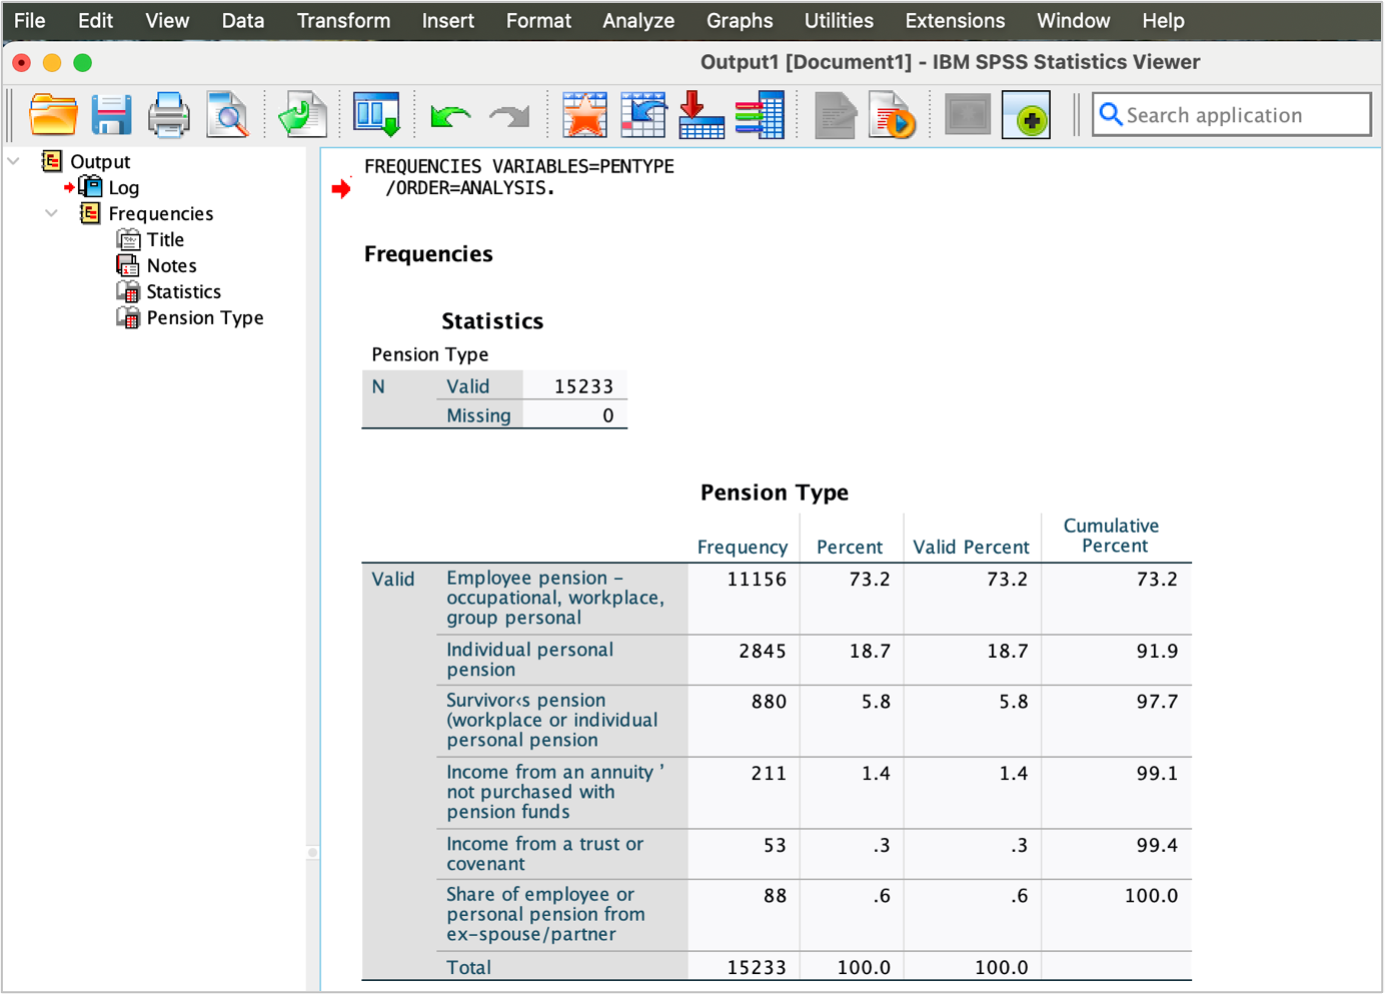 File Edit View Data Transform Insert Format Analyze Graphs Utilities Extensions Window Help
Output1 [Document1] - IBM SPSS Statistics Viewer
Search application
Output
Log
Frequencies
Title
Notes
Statistics
Pension Type
FREQUENCIES VARIABLES=PENTYPE
/ORDER=ANALYSIS.
Frequencies
Statistics
Pension Type
N Valid 15233
Missing 0
Pension Type
Frequency Percent Valid Percent Cumulative
Percent
Valid Employee pension – 11156 73.2 73.2 73.2
occupational, workplace,
group personal
Individual personal 2845 18.7 18.7 91.9
pension
Survivor‹s pension 880 5.8 5.8 97.7
(workplace or individual
personal pension
Income from an annuity ’ 211 1.4 1.4 99.1
not purchased with
pension funds
Income from a trust or 53 .3 .3 99.4
covenant
Share of employee or 88 .6 .6 100.0
personal pension from
ex-spouse/partner
Total 15233 100.0 100.0